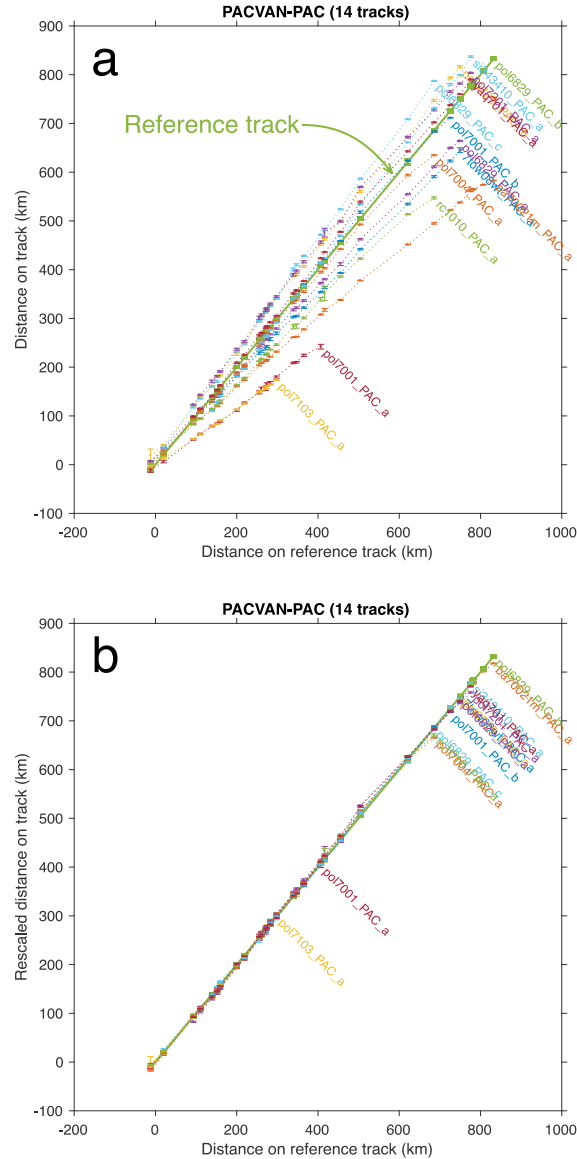 PACVAN-PAC (14 tracks)
a
Reference track
pol6829_PAC_b
pol6829_PAC_c
pol7001_PAC_b
pol7004_PAC_a
rc1010_PAC_a
pol7001_PAC_a
pol7103_PAC_a
900
800
700
600
500
400
300
200
100
0
-100
-200
0
200
400
600
800
1000
Distance on track (km)
Distance on reference track (km)
PACVAN-PAC (14 tracks)
b
ba70021m_PAC_a
pol7001_PAC_b
pol7001_PAC_a
pol7103_PAC_a
900
800
700
600
500
400
300
200
100
0
-100
-200
0
200
400
600
800
1000
Rescaled distance on track (km)
Distance on reference track (km)